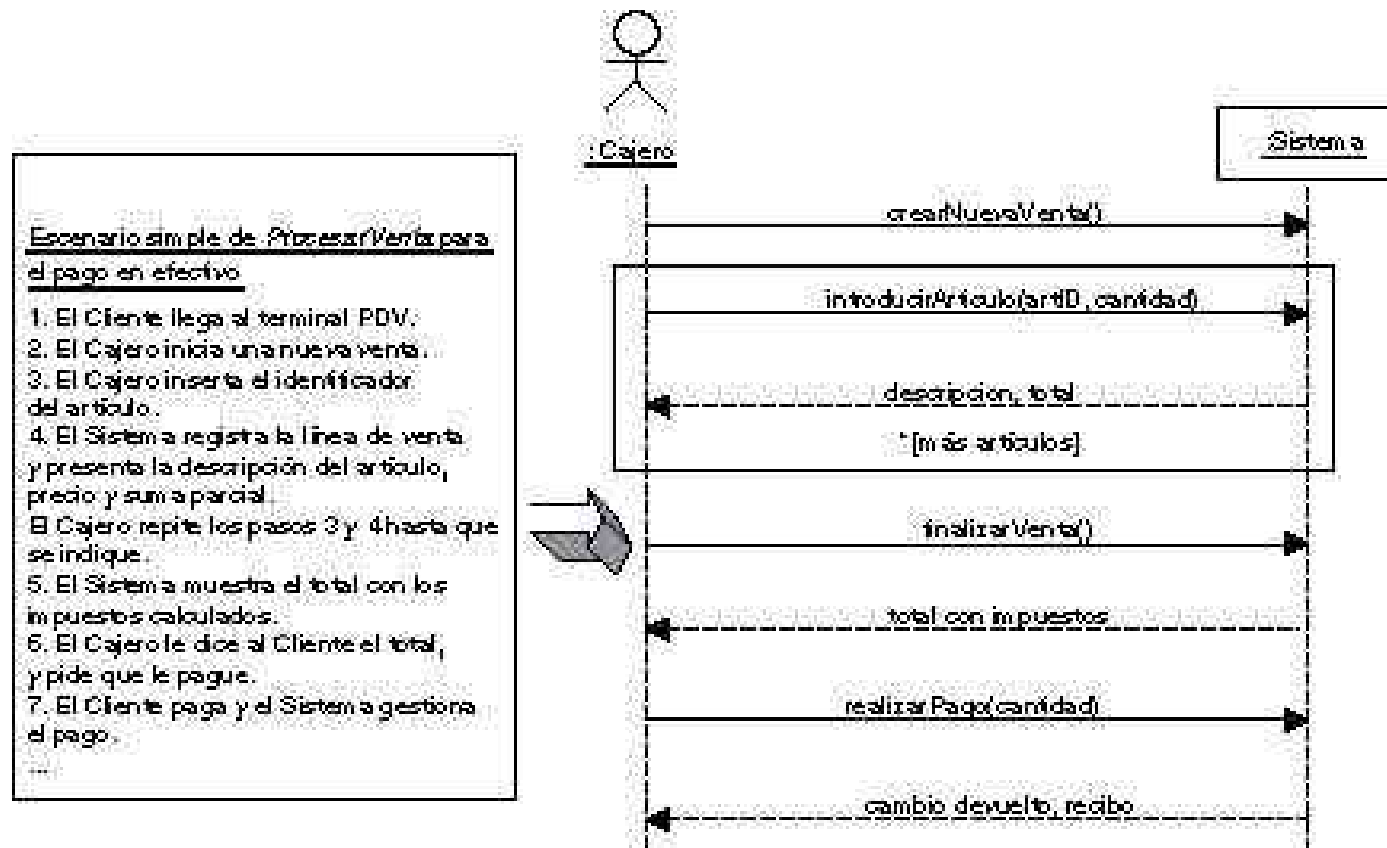 :Cajero
Sistema
Escenario simple de Procesar Venta para
el pago en efectivo
1. El Cliente llega al terminal PDV.
2. El Cajero inicia una nueva venta.
3. El Cajero inserta el identificador
del artículo.
4. El Sistema registra la línea de venta
y presenta la descripción del artículo,
precio y suma parcial.
El Cajero repite los pasos 3 y 4 hasta que
se indique.
5. El Sistema muestra el total con los
impuestos calculados.
6. El Cajero le dice al Cliente el total,
y pide que le pague.
7. El Cliente paga y el Sistema gestiona
el pago.
...
crearNuevaVenta()
introducirArticulo(artID, cantidad)
descripcion, total
* [más articulos]
finalizarVenta()
total con impuestos
realizarPago(cantidad)
cambio devuelto, recibo